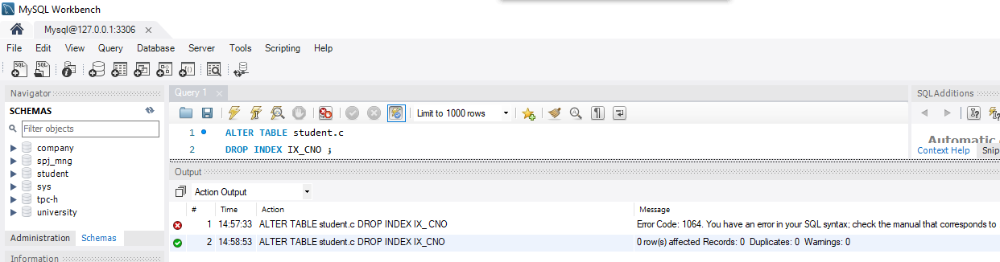 MySQL Workbench
Mysql@127.0.0.1:3306
File Edit View Query Database Server Tools Scripting Help
Navigator
SCHEMAS
Filter objects
company
spj_mng
student
sys
tpc-h
university
Administration Schemas
Information
Query 1
Limit to 1000 rows
1 ALTER TABLE student.c
2 DROP INDEX IX_CNO ;
Output
Action Output
# Time Action Message
1 14:57:33 ALTER TABLE student.c DROP INDEX IX_ CNO Error Code: 1064. You have an error in your SQL syntax; check the manual that corresponds to
2 14:58:53 ALTER TABLE student.c DROP INDEX IX_CNO 0 row(s) affected Records: 0 Duplicates: 0 Warnings: 0
SQLAdditions
Automatic
Context Help Snip